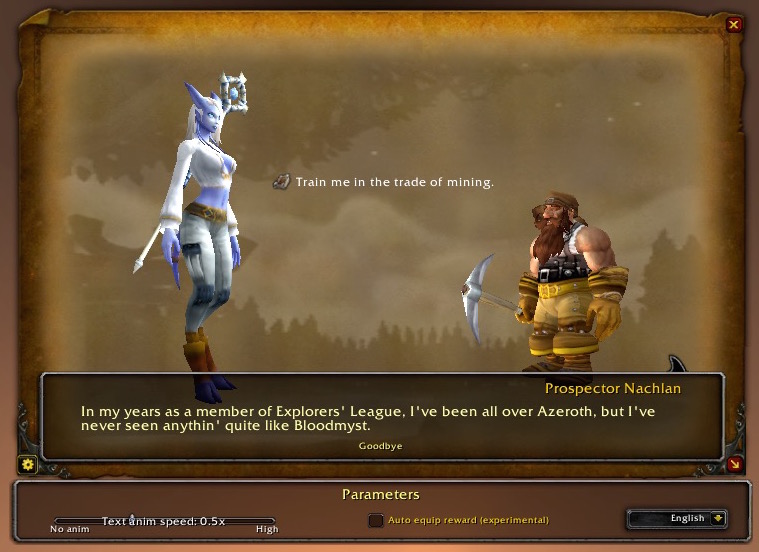 Train me in the trade of mining.
Prospector Nachlan
In my years as a member of Explorers' League, I've been all over Azeroth, but I've
never seen anythin' quite like Bloodmyst.
Goodbye
Parameters
Text anim speed: 0.5x
No anim
High
Auto equip reward (experimental)
English